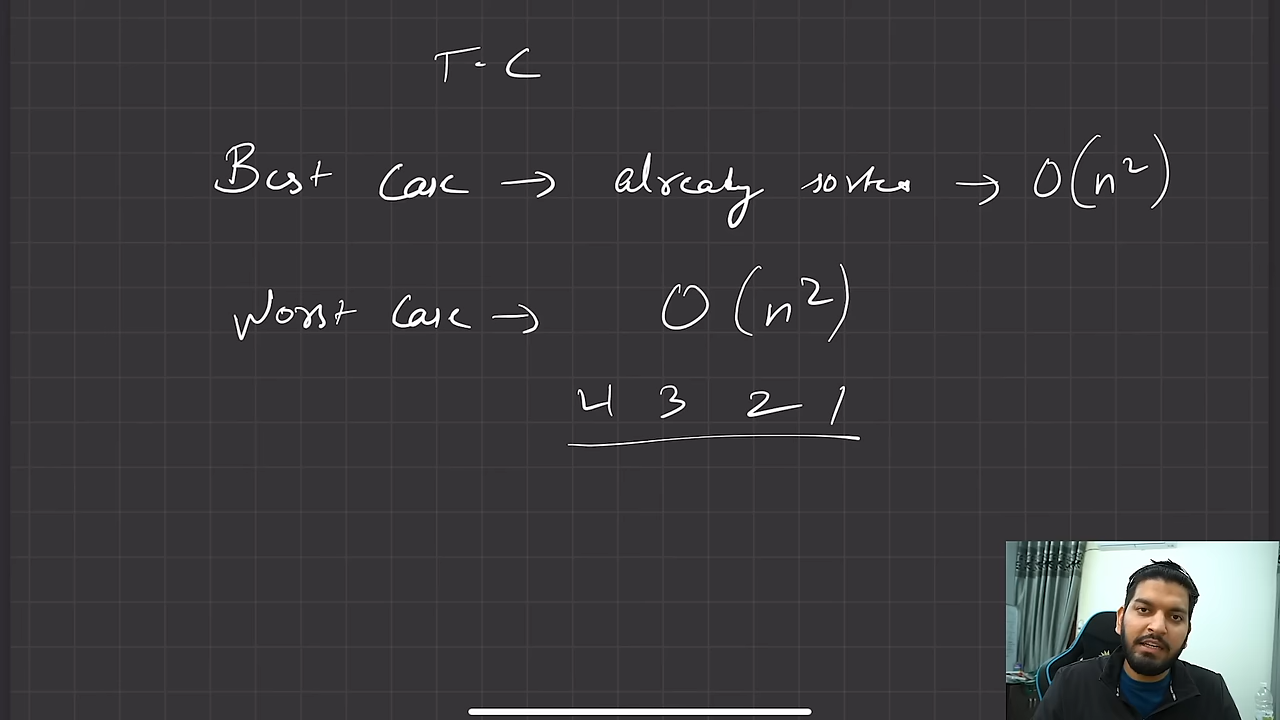 T.C
Best Case → already sorted → O(n²)
Worst Case → O(n²)
4 3 2 1